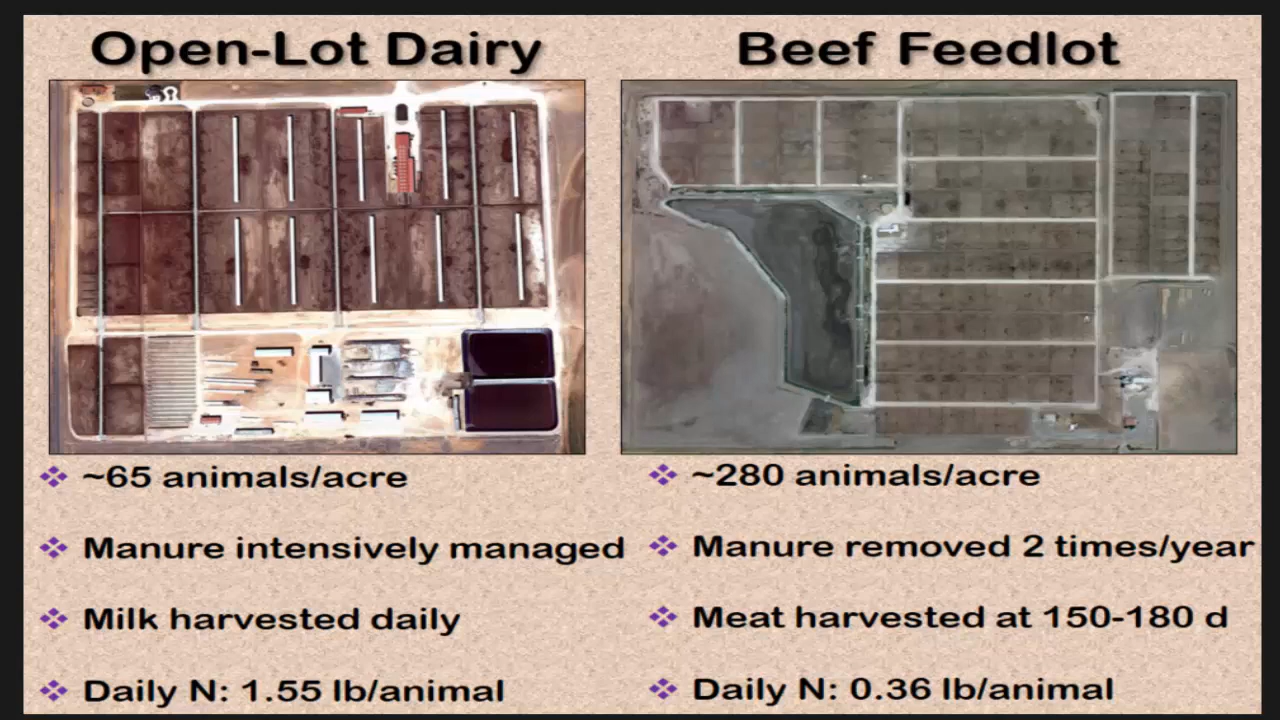 Open-Lot Dairy
~65 animals/acre
Manure intensively managed
Milk harvested daily
Daily N: 1.55 lb/animal
Beef Feedlot
~280 animals/acre
Manure removed 2 times/year
Meat harvested at 150-180 d
Daily N: 0.36 lb/animal